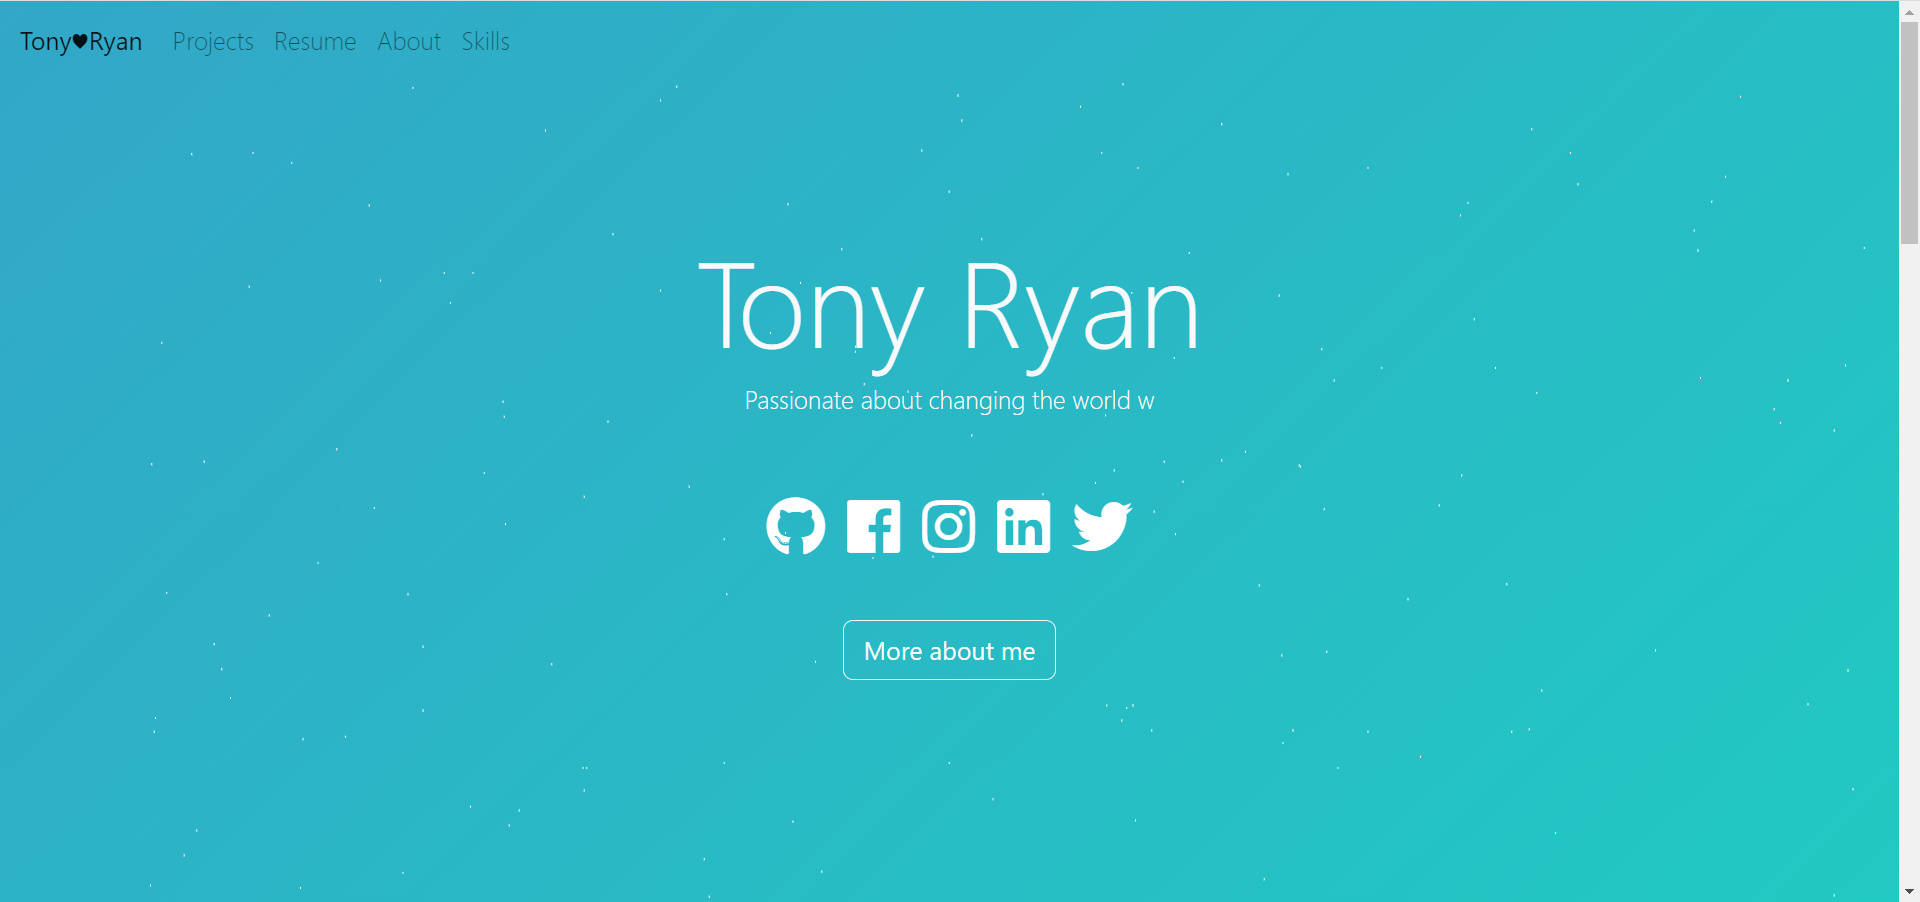 Tony♥Ryan Projects Resume About Skills
Tony Ryan
Passionate about changing the world w
More about me